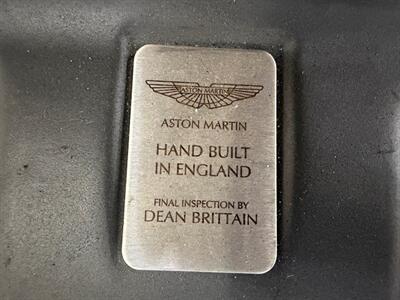 ASTON MARTIN
ASTON MARTIN
HAND BUILT
IN ENGLAND
FINAL INSPECTION BY
DEAN BRITTAIN